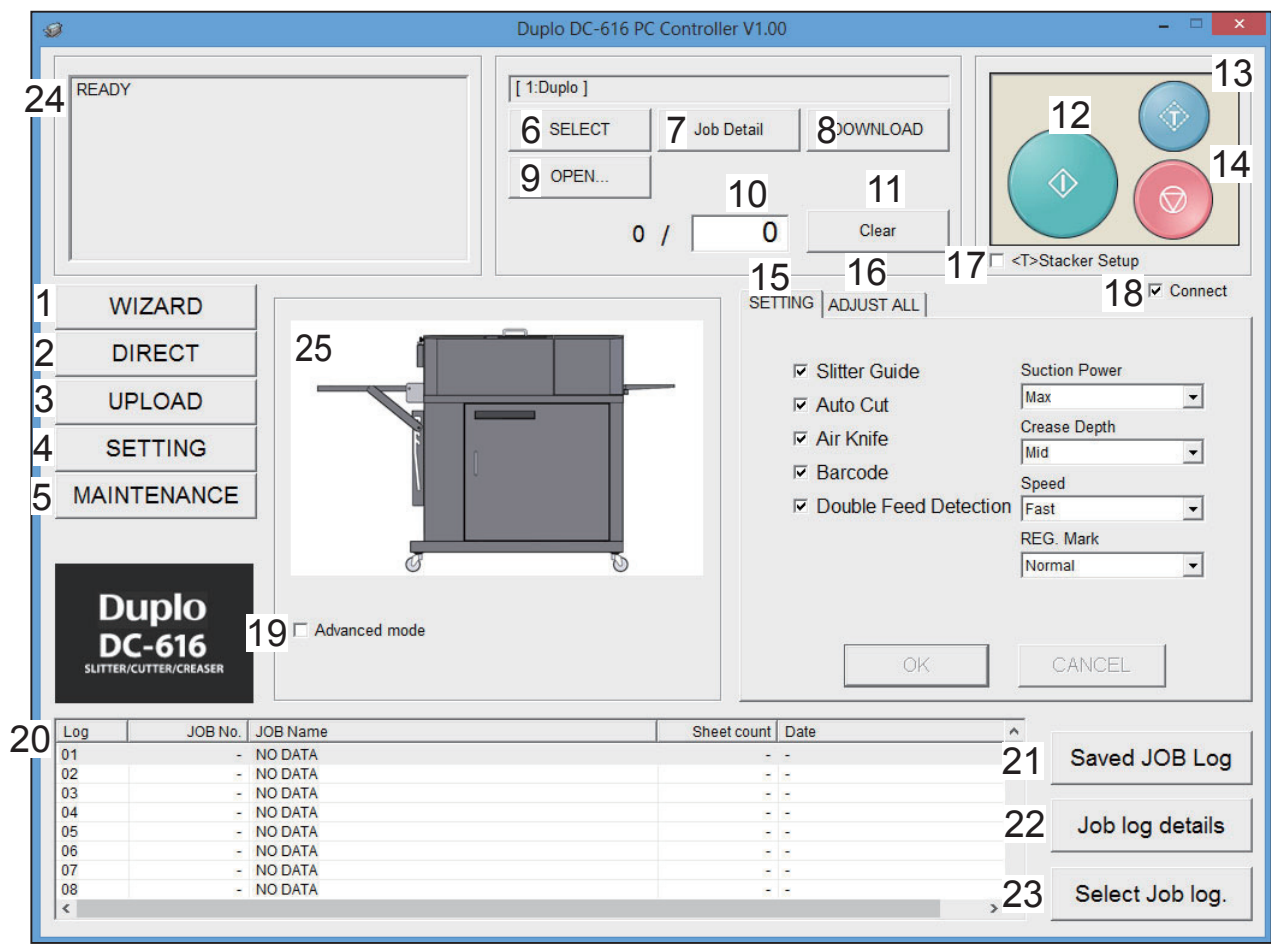 Duplo DC-616 PC Controller V1.00
24 READY
[ 1:Duplo ]
6 SELECT
7 Job Detail
8 DOWNLOAD
9 OPEN...
10
11
0 / 0
Clear
12
13
14
17 <T>Stacker Setup
18 Connect
1 WIZARD
2 DIRECT
3 UPLOAD
4 SETTING
5 MAINTENANCE
25
15
16
SETTING
ADJUST ALL
Slitter Guide
Auto Cut
Air Knife
Barcode
Double Feed Detection
Suction Power
Max
Crease Depth
Mid
Speed
Fast
REG. Mark
Normal
OK
CANCEL
Duplo
DC-616
SLITTER/CUTTER/CREASER
19 Advanced mode
20
Log JOB No. JOB Name Sheet count Date
01 - NO DATA - -
02 - NO DATA - -
03 - NO DATA - -
04 - NO DATA - -
05 - NO DATA - -
06 - NO DATA - -
07 - NO DATA - -
08 - NO DATA - -
21 Saved JOB Log
22 Job log details
23 Select Job log.